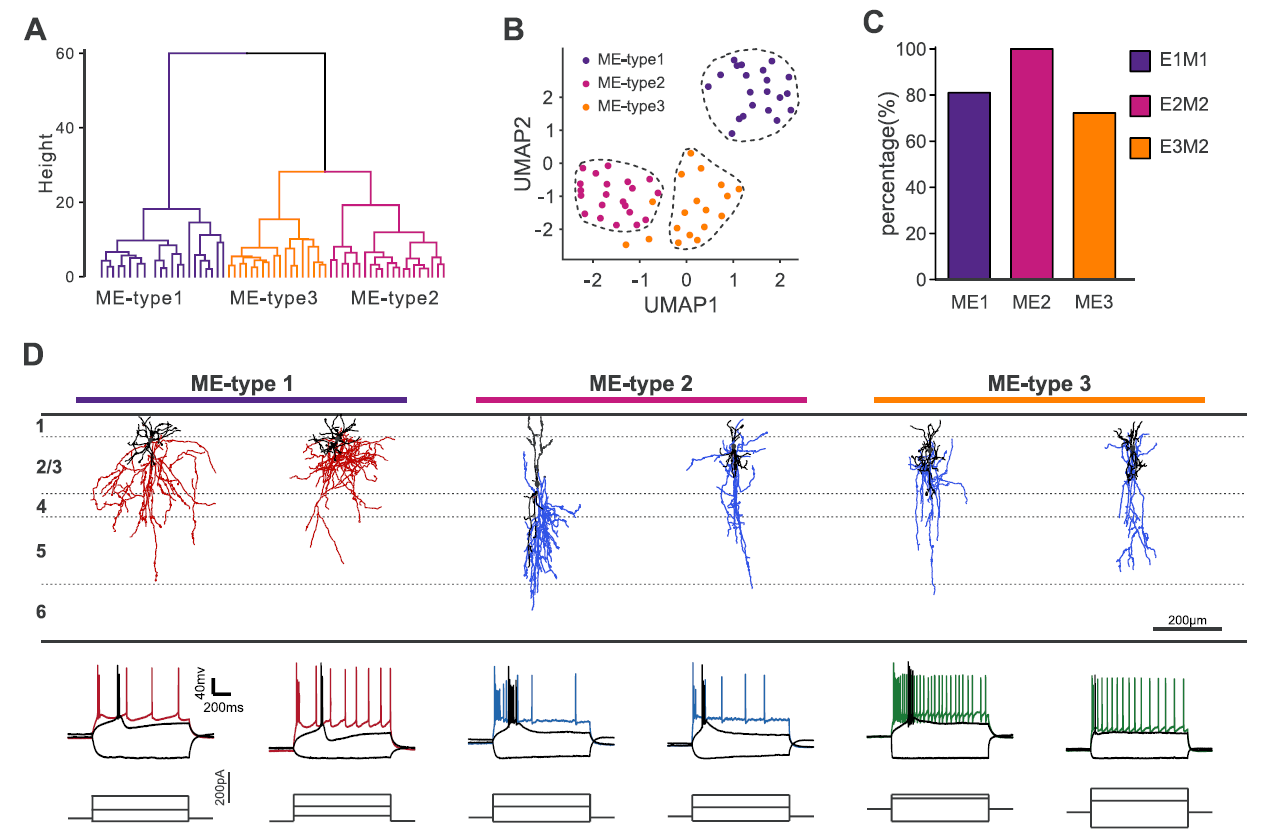 A
Height
60
40
20
0
ME-type1
ME-type3
ME-type2
B
ME-type1
ME-type2
ME-type3
UMAP2
2
1
0
-1
-2
-2
-1
0
1
2
UMAP1
C
percentage(%)
100
80
60
40
20
0
ME1
ME2
ME3
E1M1
E2M2
E3M2
D
ME-type 1
ME-type 2
ME-type 3
1
2/3
4
5
6
200µm
40mv
200ms
200pA